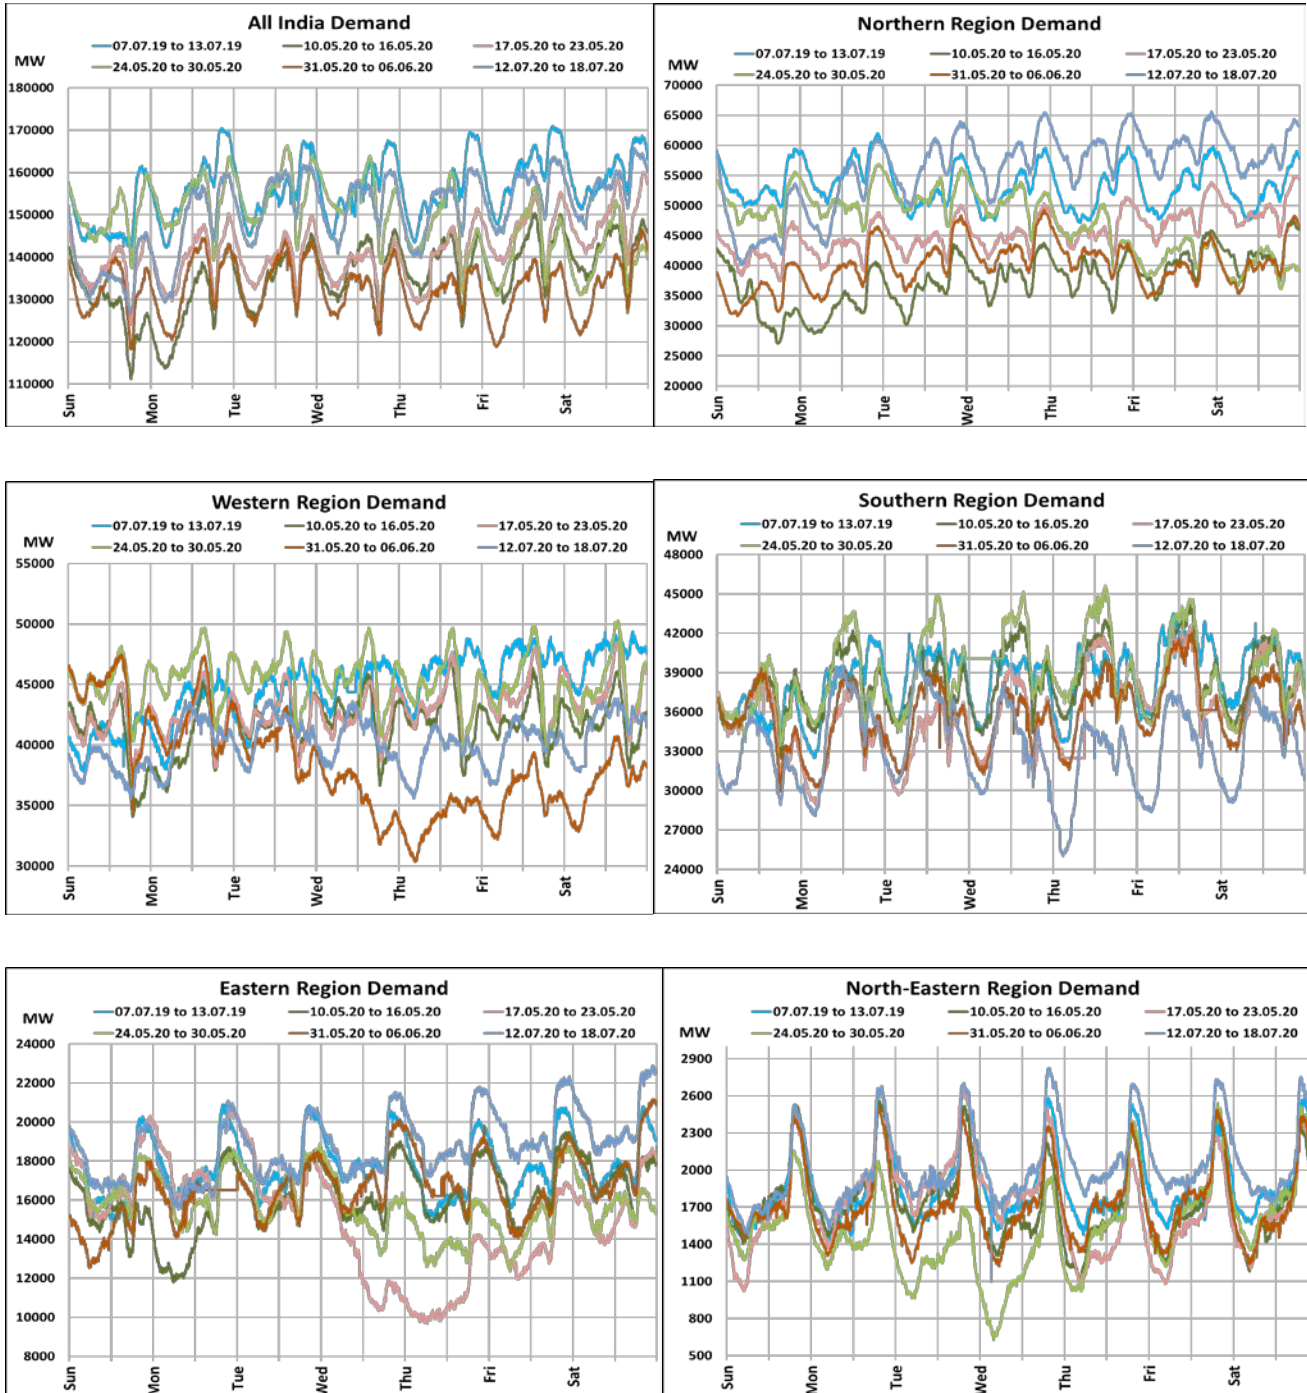 All India Demand
07.07.19 to 13.07.19 10.05.20 to 16.05.20 17.05.20 to 23.05.20
MW
24.05.20 to 30.05.20 31.05.20 to 06.06.20 12.07.20 to 18.07.20
180000
170000
160000
150000
140000
130000
120000
110000
Sun Mon Tue Wed Thu Fri Sat
Northern Region Demand
07.07.19 to 13.07.19 10.05.20 to 16.05.20 17.05.20 to 23.05.20
MW
24.05.20 to 30.05.20 31.05.20 to 06.06.20 12.07.20 to 18.07.20
70000
65000
60000
55000
50000
45000
40000
35000
30000
25000
20000
Sun Mon Tue Wed Thu Fri Sat
Western Region Demand
07.07.19 to 13.07.19 10.05.20 to 16.05.20 17.05.20 to 23.05.20
MW
24.05.20 to 30.05.20 31.05.20 to 06.06.20 12.07.20 to 18.07.20
55000
50000
45000
40000
35000
30000
Sun Mon Tue Wed Thu Fri Sat
Southern Region Demand
07.07.19 to 13.07.19 10.05.20 to 16.05.20 17.05.20 to 23.05.20
MW
24.05.20 to 30.05.20 31.05.20 to 06.06.20 12.07.20 to 18.07.20
48000
45000
42000
39000
36000
33000
30000
27000
24000
Sun Mon Tue Wed Thu Fri Sat
Eastern Region Demand
07.07.19 to 13.07.19 10.05.20 to 16.05.20 17.05.20 to 23.05.20
MW
24.05.20 to 30.05.20 31.05.20 to 06.06.20 12.07.20 to 18.07.20
24000
22000
20000
18000
16000
14000
12000
10000
8000
Sun Mon Tue Wed Thu Fri Sat
North-Eastern Region Demand
07.07.19 to 13.07.19 10.05.20 to 16.05.20 17.05.20 to 23.05.20
MW
24.05.20 to 30.05.20 31.05.20 to 06.06.20 12.07.20 to 18.07.20
2900
2600
2300
2000
1700
1400
1100
800
500
Sun Mon Tue Wed Thu Fri Sat